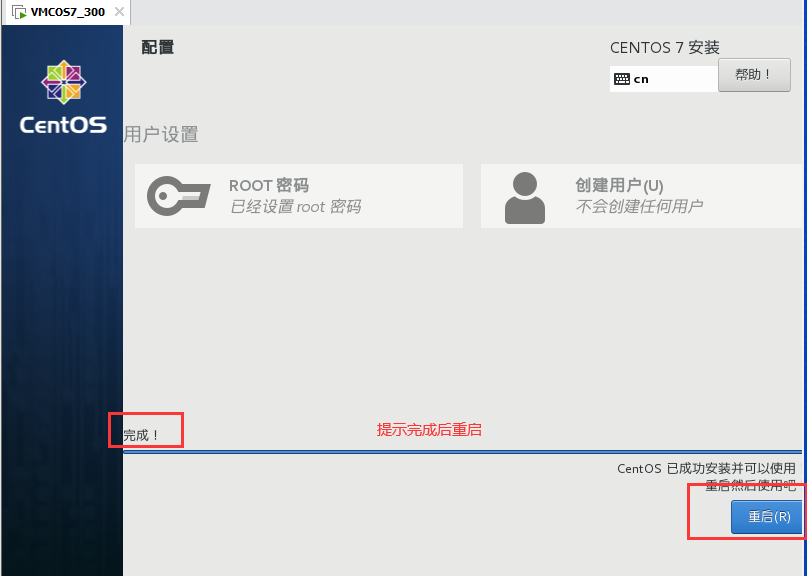 VMCOS7_300
配置
CENTOS 7 安装
cn
帮助！
CentOS
用户设置
ROOT 密码
已经设置 root 密码
创建用户(U)
不会创建任何用户
完成！
提示完成后重启
CentOS 已成功安装并可以使用
重启然后使用吧
重启(R)